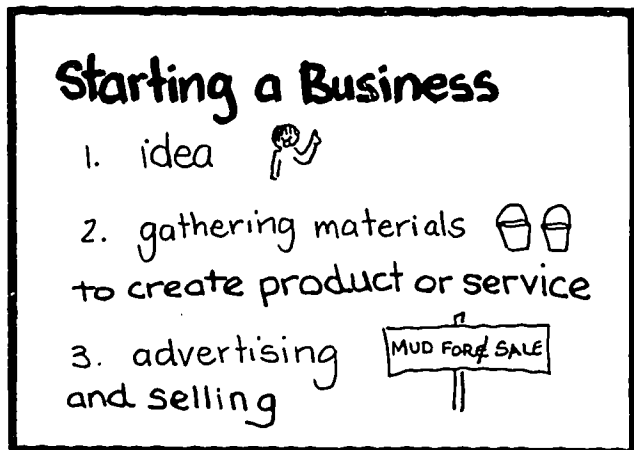 Starting a Business
1. idea
2. gathering materials
to create product or service
3. advertising
MUD FOR¢ SALE
and selling